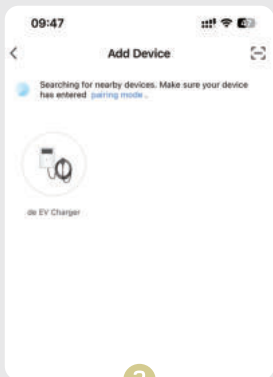 09:47
Add Device
Searching for nearby devices. Make sure your device
has entered pairing mode..
de EV Charger